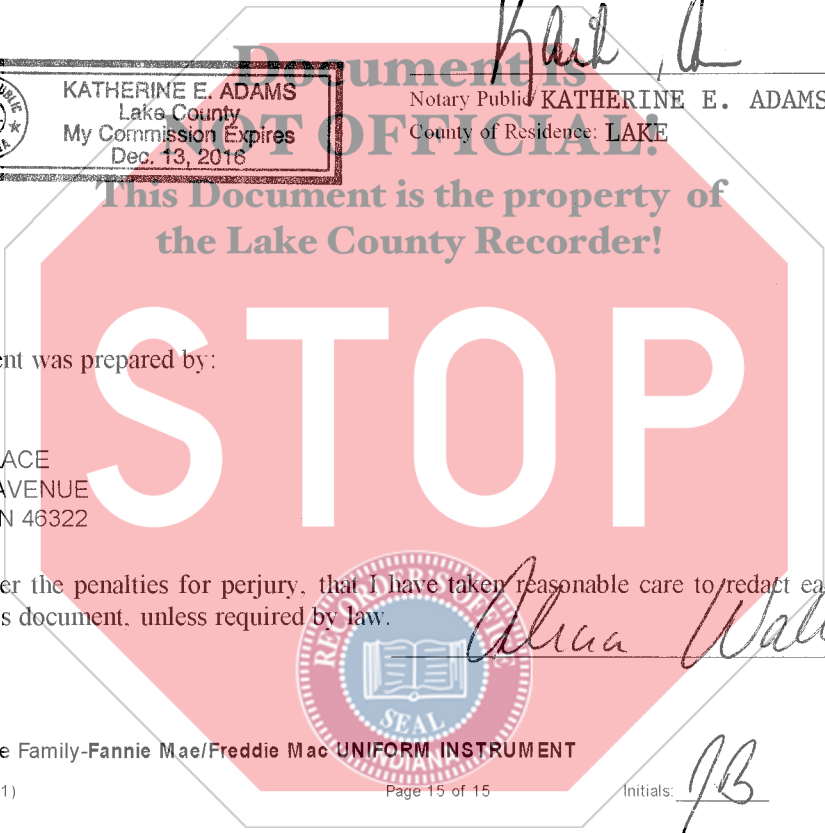 Document is
KATHERINE E. ADAMS
Lake County
My Commission Expires
Dec. 13, 2016
Notary Public KATHERINE E. ADAMS
NOT OFFICIAL!
County of Residence: LAKE
This Document is the property of
the Lake County Recorder!
STOP
ent was prepared by:
ACE
AVENUE
N 46322
er the penalties for perjury, that I have taken reasonable care to redact ea
s document, unless required by law.
RECORDER'S OFFICE
SEAL
INDIANA
e Family-Fannie Mae/Freddie Mac UNIFORM INSTRUMENT
1)
Page 15 of 15
Initials: JB